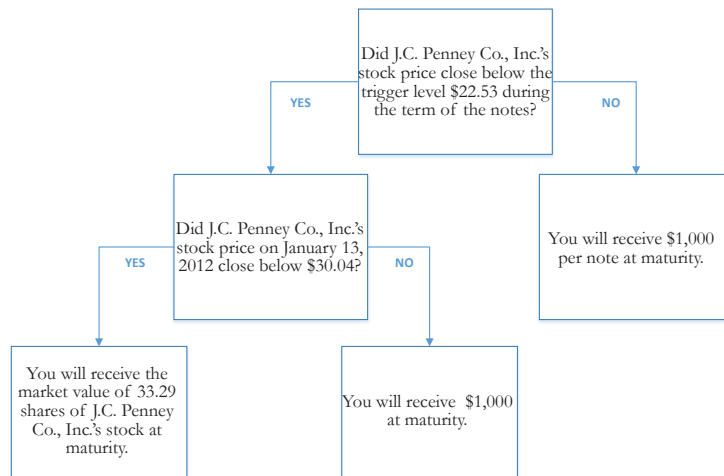 Did J.C. Penney Co., Inc.'s
stock price close below the
trigger level $22.53 during
the term of the notes?
YES
NO
Did J.C. Penney Co., Inc.'s
stock price on January 13,
2012 close below $30.04?
You will receive $1,000
per note at maturity.
YES
NO
You will receive the
market value of 33.29
shares of J.C. Penney
Co., Inc.'s stock at
maturity.
You will receive $1,000
at maturity.